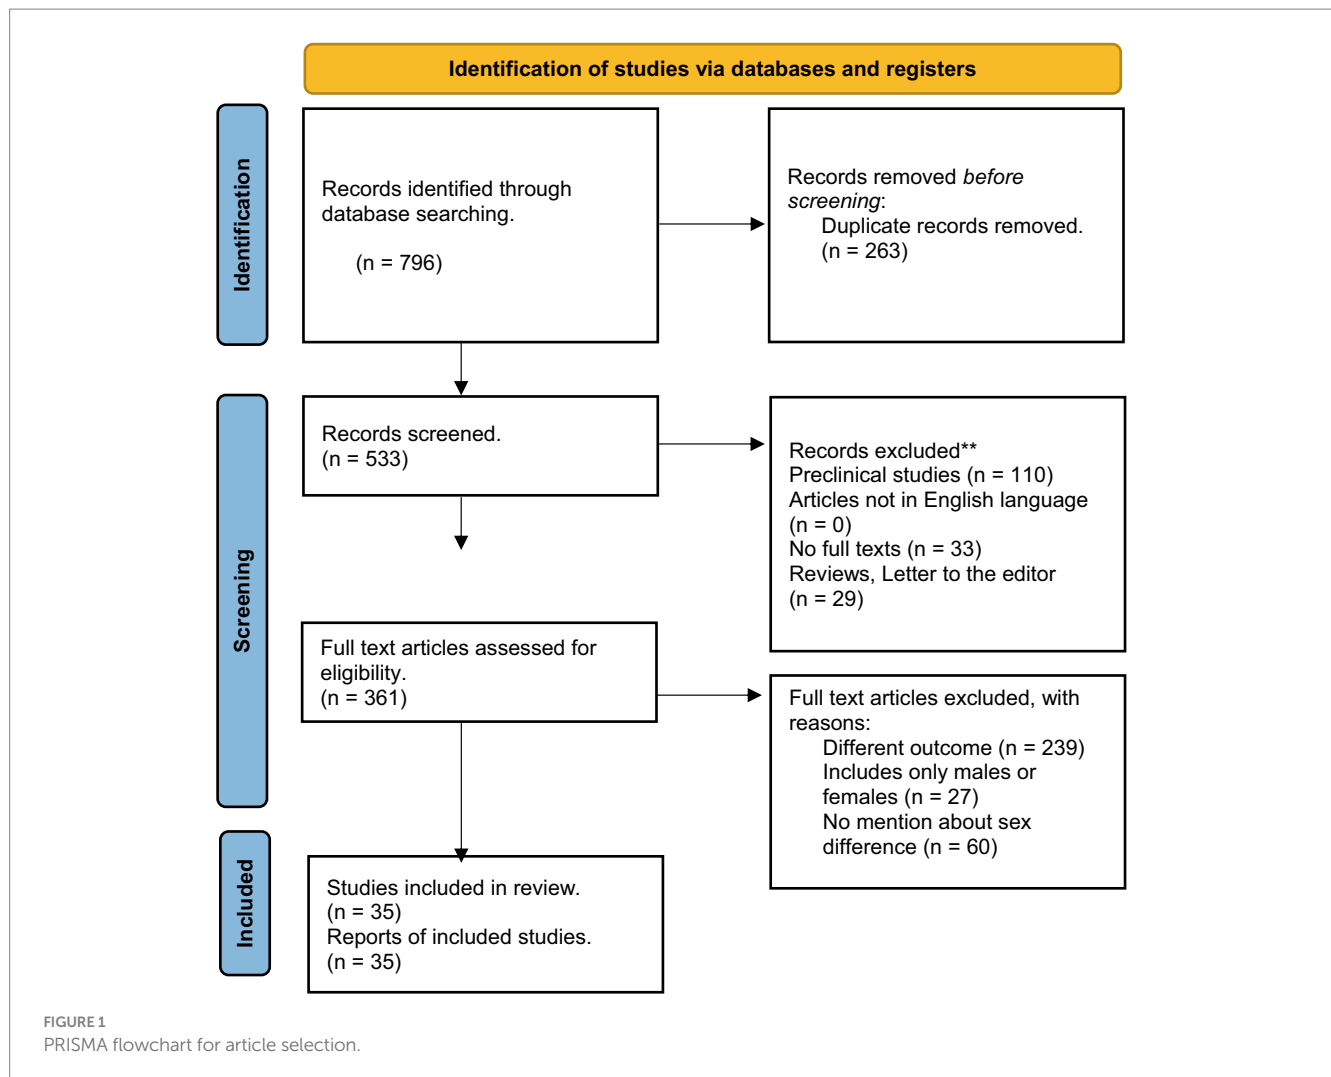 Identification of studies via databases and registers
Identification
Records identified through
database searching.
(n = 796)
Records removed before
screening:
Duplicate records removed.
(n = 263)
Screening
Records screened.
(n = 533)
Records excluded**
Preclinical studies (n = 110)
Articles not in English language
(n = 0)
No full texts (n = 33)
Reviews, Letter to the editor
(n = 29)
Full text articles assessed for
eligibility.
(n = 361)
Full text articles excluded, with
reasons:
Different outcome (n = 239)
Includes only males or
females (n = 27)
No mention about sex
difference (n = 60)
Included
Studies included in review.
(n = 35)
Reports of included studies.
(n = 35)
FIGURE 1
PRISMA flowchart for article selection.